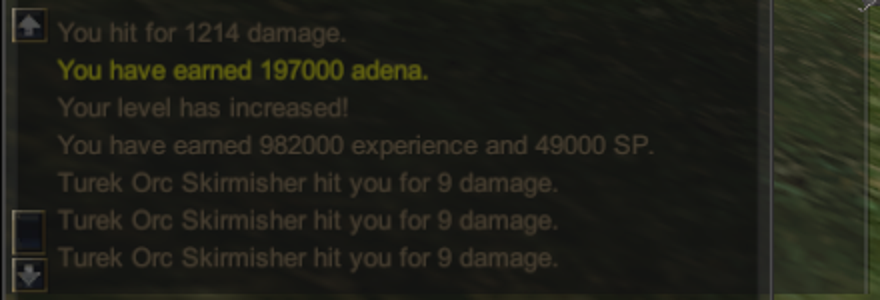 You hit for 1214 damage.
You have earned 197000 adena.
Your level has increased!
You have earned 982000 experience and 49000 SP.
Turek Orc Skirmisher hit you for 9 damage.
Turek Orc Skirmisher hit you for 9 damage.
Turek Orc Skirmisher hit you for 9 damage.